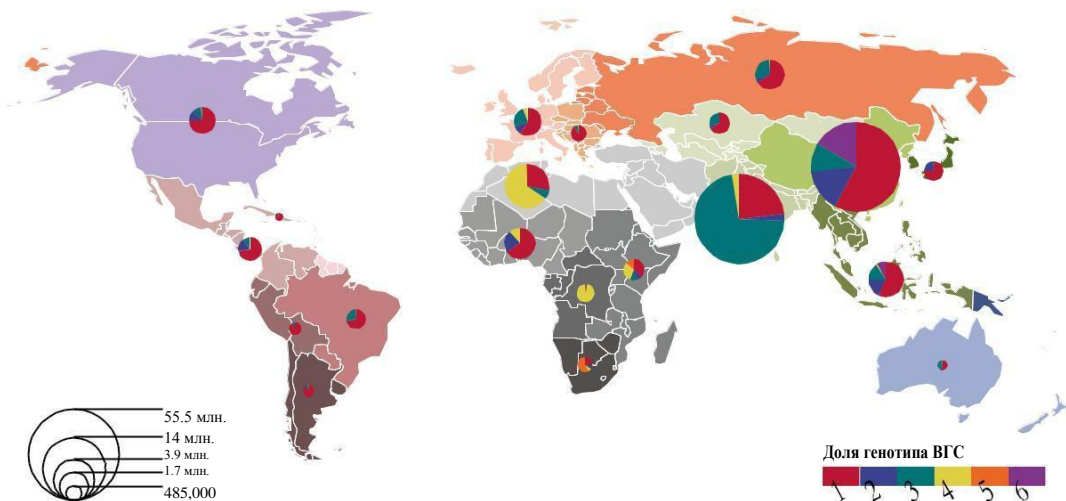 55.5 млн.
14 млн.
3.9 млн.
1.7 млн.
485,000
Доля генотипа ВГС
1 2 3 4 5 6